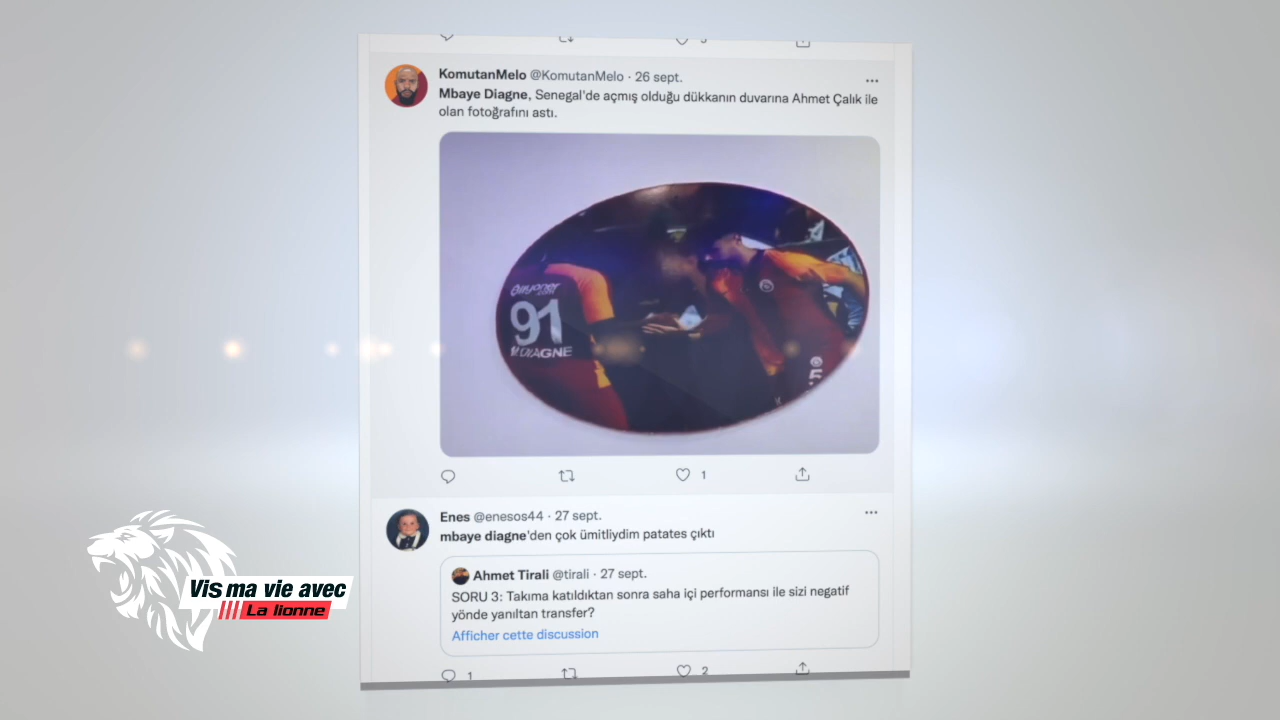 KomutanMelo @KomutanMelo · 26 sept.
Mbaye Diagne, Senegal'de açmış olduğu dükkanın duvarına Ahmet Çalık ile
olan fotoğrafını astı.
Bilyoner
.com
91
M.DIAGNE
1
Enes @enesos44 · 27 sept.
mbaye diagne'den çok ümitliydim patates çıktı
Ahmet Tirali @tirali · 27 sept.
SORU 3: Takıma katıldıktan sonra saha içi performansı ile sizi negatif
yönde yanıltan transfer?
Afficher cette discussion
1 2
Vis ma vie avec
La lionne